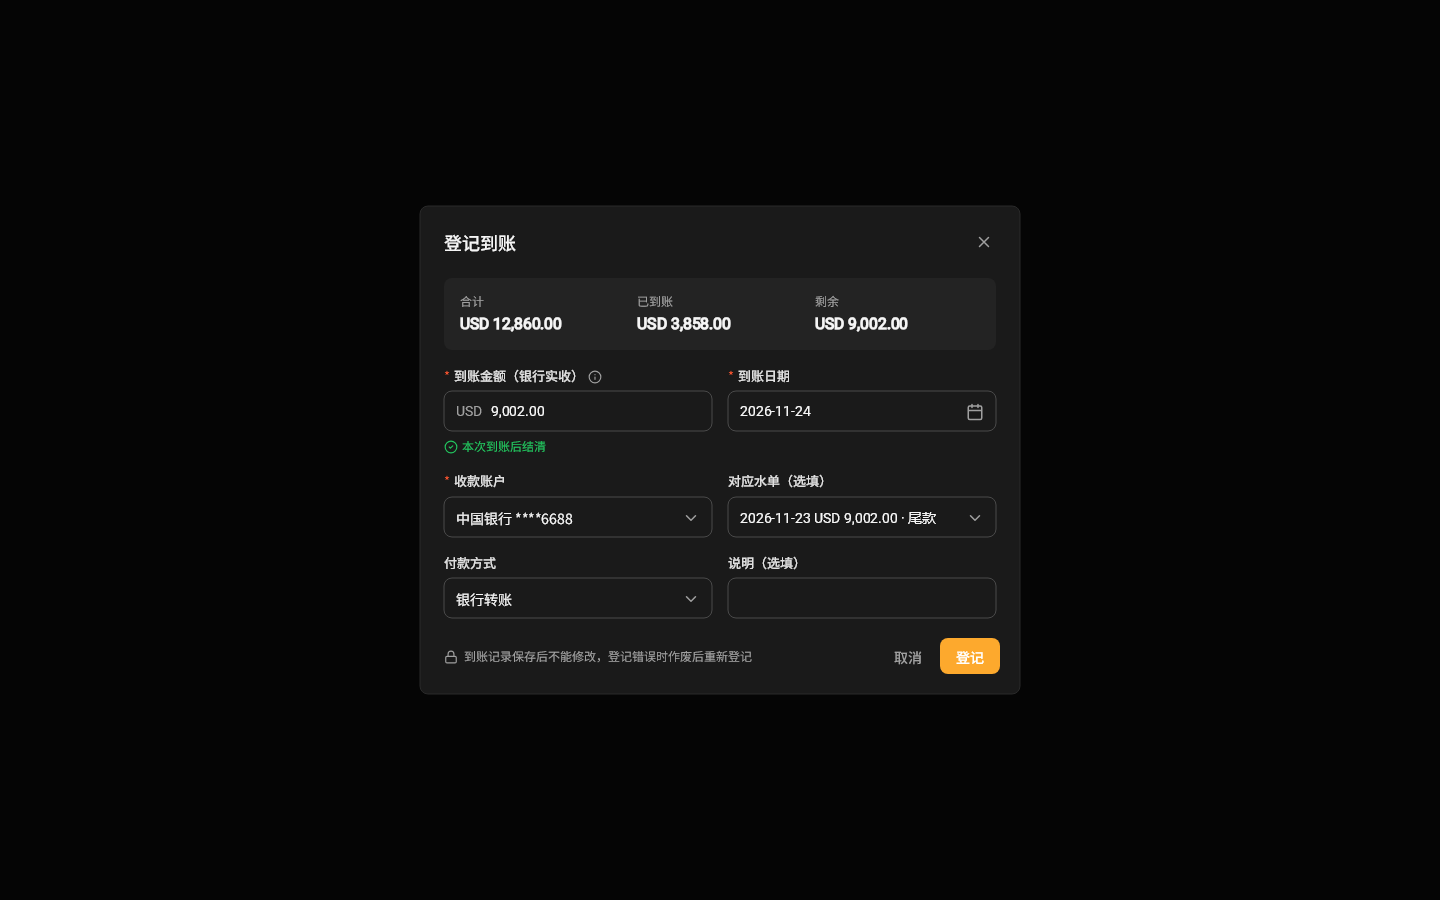 登记到账
合计 已到账 剩余
USD 12,860.00 USD 3,858.00 USD 9,002.00
* 到账金额（银行实收） * 到账日期
USD 9,002.00 2026-11-24
本次到账后结清
* 收款账户 对应水单（选填）
中国银行 ****6688 2026-11-23 USD 9,002.00 · 尾款
付款方式 说明（选填）
银行转账
到账记录保存后不能修改，登记错误时作废后重新登记 取消 登记